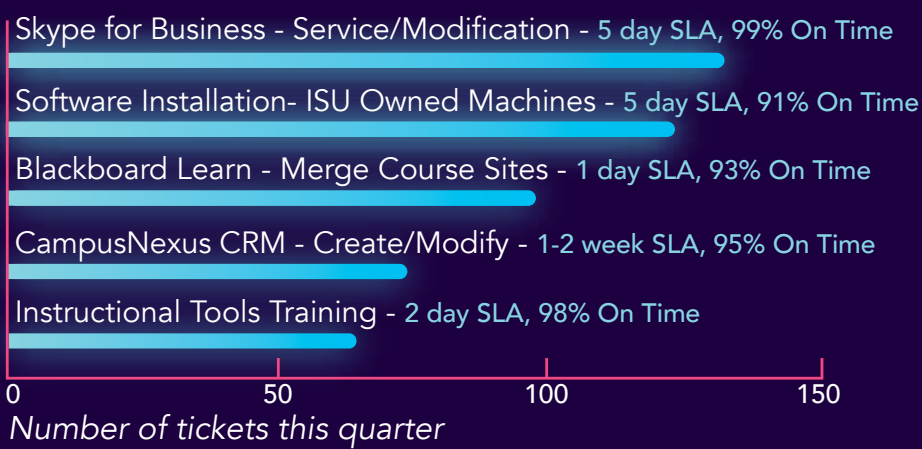 Skype for Business - Service/Modification - 5 day SLA, 99% On Time
Software Installation- ISU Owned Machines - 5 day SLA, 91% On Time
Blackboard Learn - Merge Course Sites - 1 day SLA, 93% On Time
CampusNexus CRM - Create/Modify - 1-2 week SLA, 95% On Time
Instructional Tools Training - 2 day SLA, 98% On Time
0 50 100 150
Number of tickets this quarter